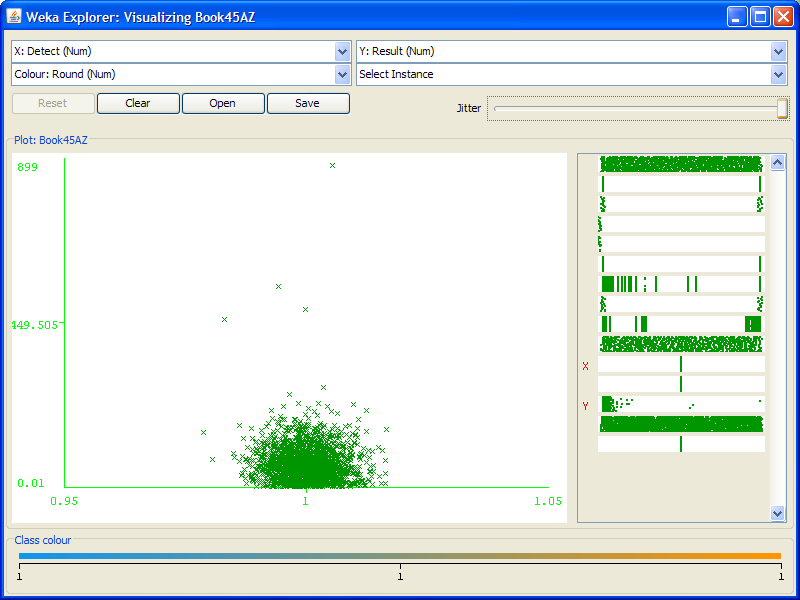 Weka Explorer: Visualizing Book45AZ
X: Detect (Num)
Y: Result (Num)
Colour: Round (Num)
Select Instance
Reset
Clear
Open
Save
Jitter
Plot: Book45AZ
899
449.505
0.01
0.95
1
1.05
X
Y
Class colour
1
1
1